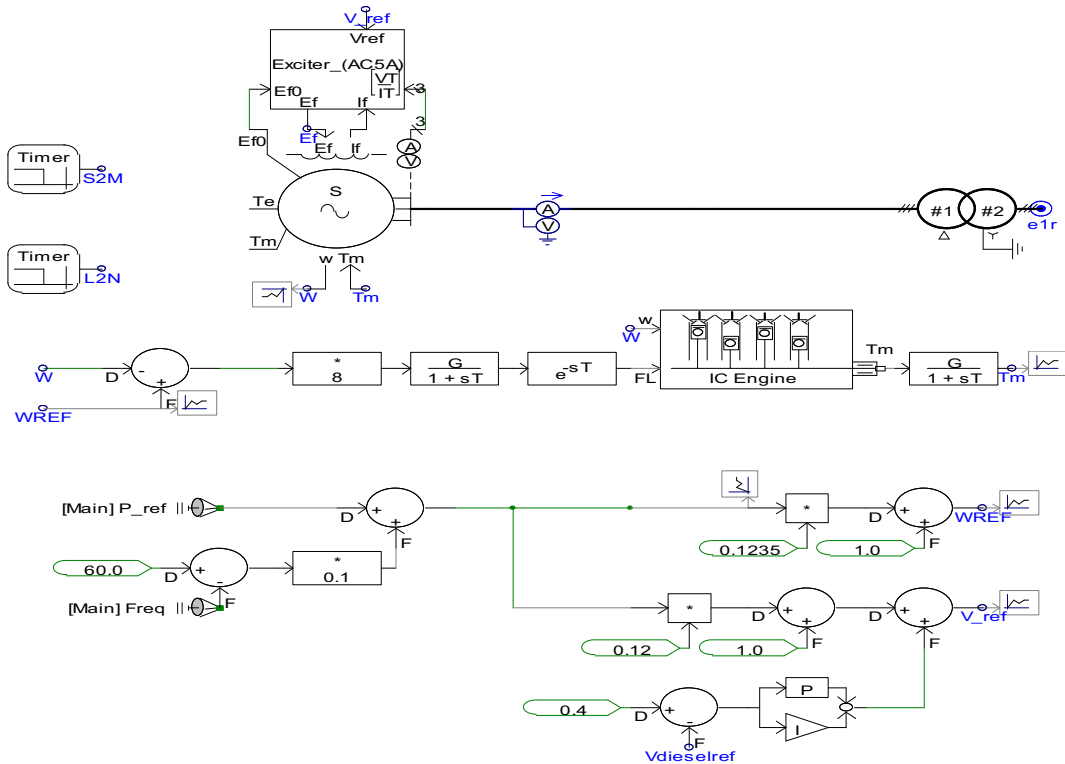 V_ref
Vref
Exciter_(AC5A)
VT
IT
3
Ef0
Ef
If
3
Ef
Ef0
Ef
If
A
V
Timer
S2M
S
Te
Tm
A
V
#1
#2
e1r
Timer
L2N
w
Tm
W
Tm
W
w
Tm
W
D
-
+
F
WREF
*
8
G
1 + sT
e-sT
FL
IC Engine
G
1 + sT
Tm
[Main] P_ref
D
+
+
F
*
D
+
+
F
WREF
0.1235
1.0
60.0
D
+
-
F
*
0.1
[Main] Freq
*
D
+
+
F
D
+
+
F
V_ref
0.12
1.0
0.4
D
+
-
F
P
I
Vdieselref